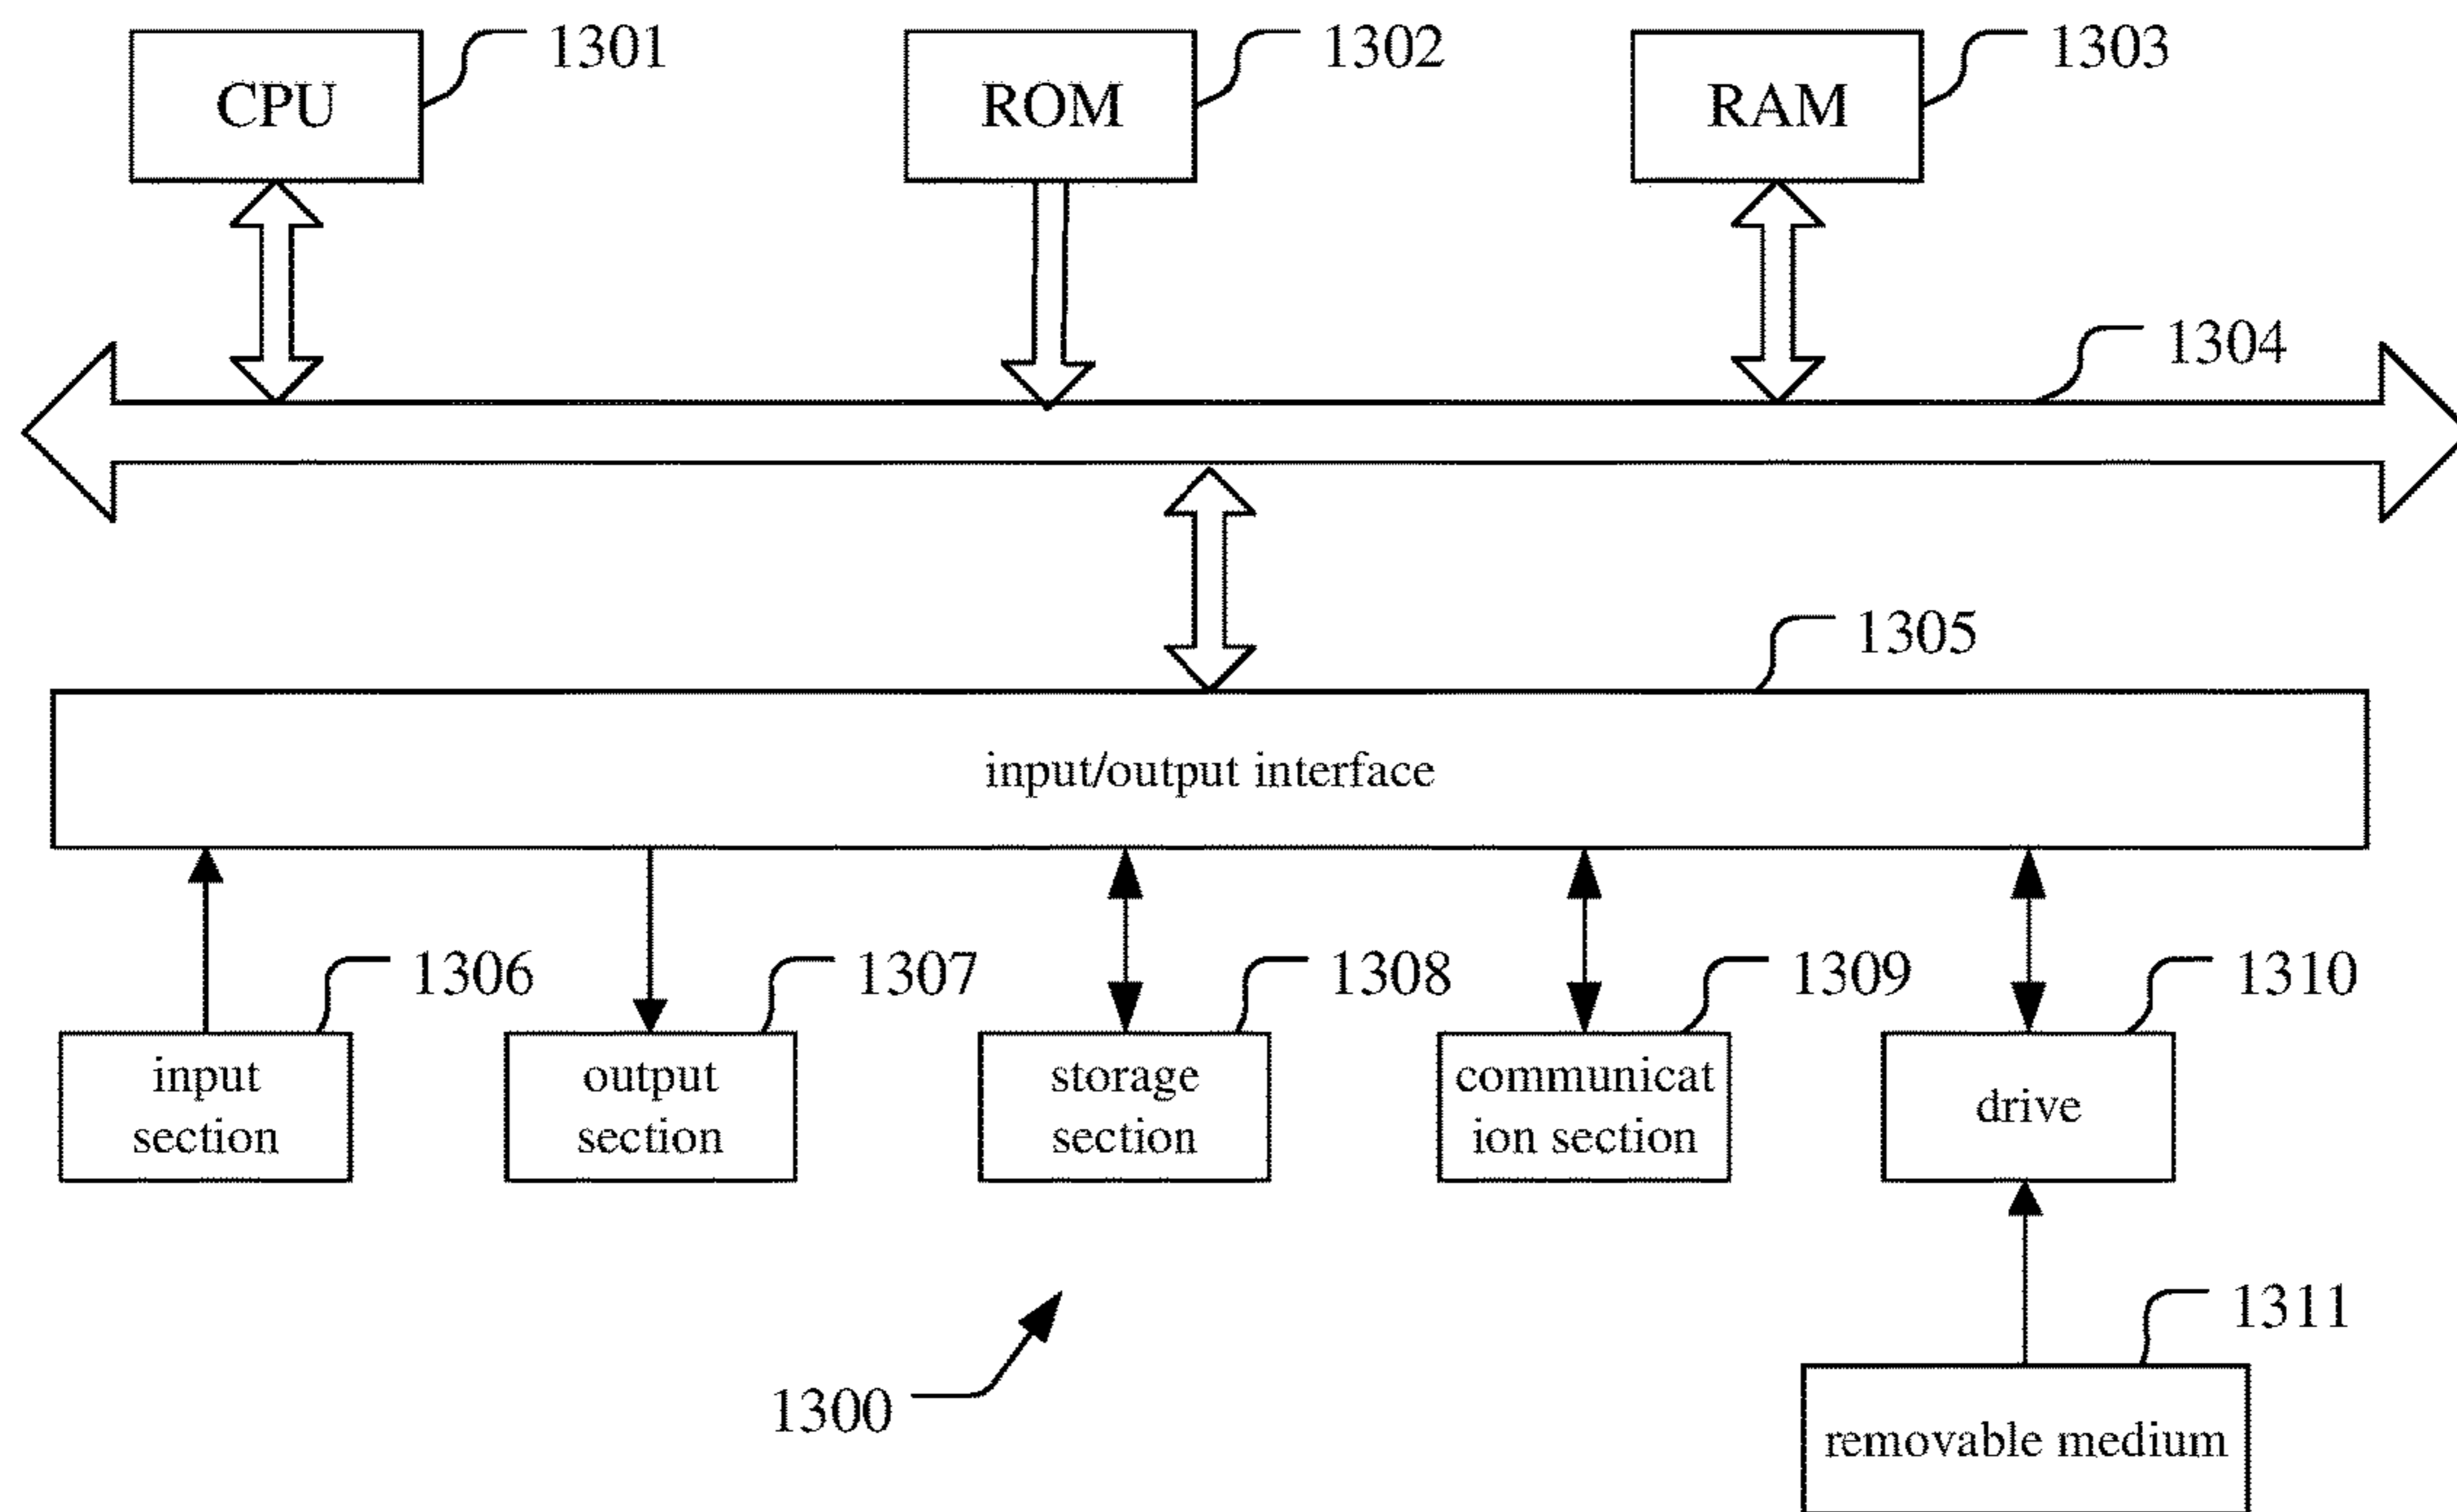 CPU
1301
ROM
1302
RAM
1303
1304
1305
input/output interface
1306
1307
1308
1309
1310
input
section
output
section
storage
section
communicat
ion section
drive
1311
1300
removable medium